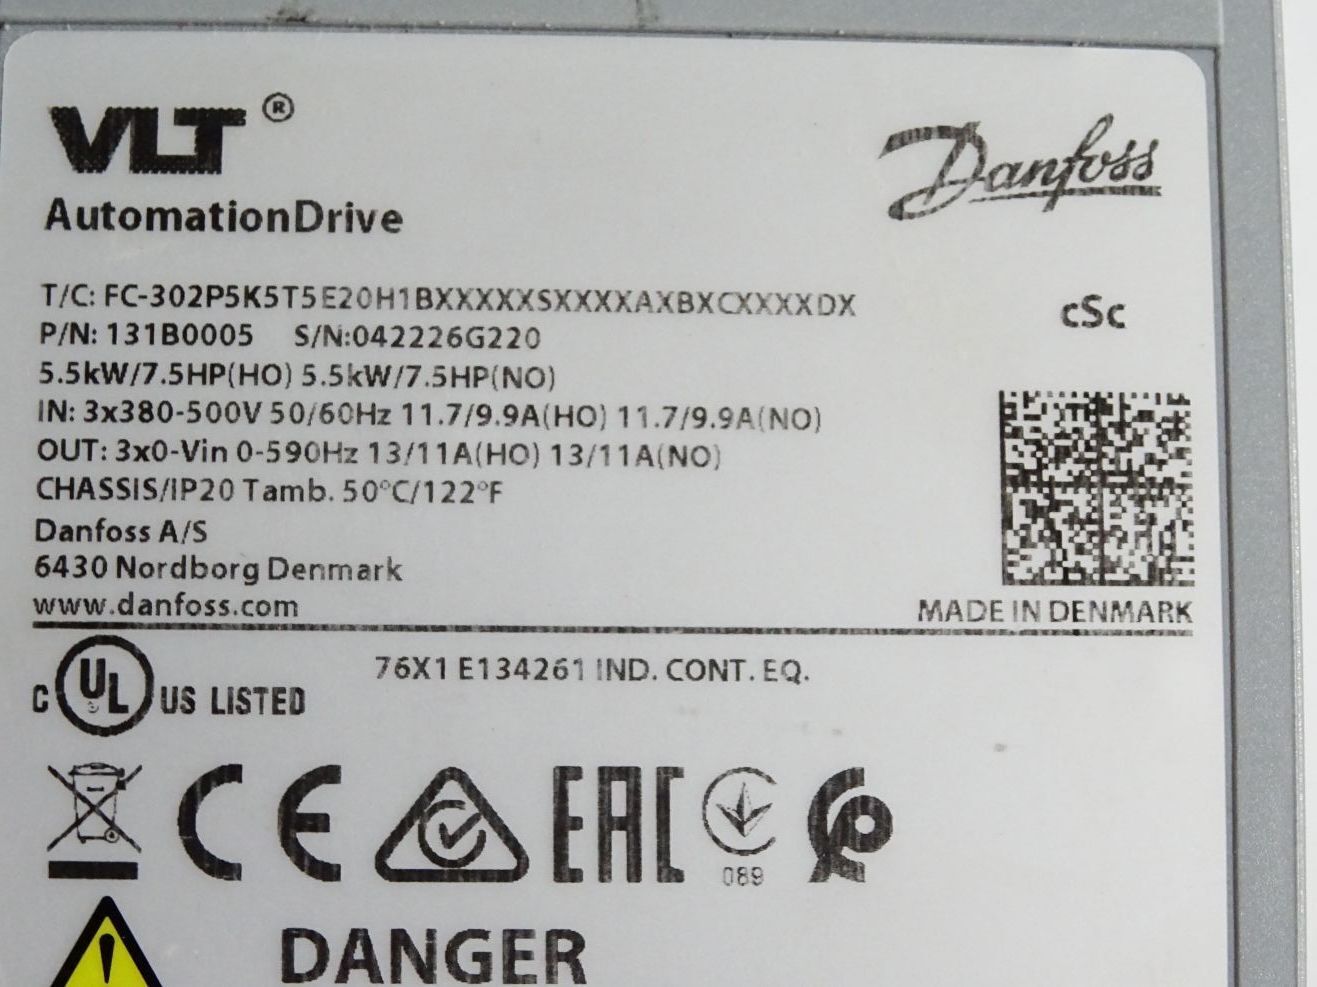 VLT®
Danfoss
AutomationDrive
T/C: FC-302P5K5T5E20H1BXXXXXSXXXXAXBXCXXXXDX
cSc
P/N: 131B0005 S/N:042226G220
5.5kW/7.5HP(HO) 5.5kW/7.5HP(NO)
IN: 3x380-500V 50/60Hz 11.7/9.9A(HO) 11.7/9.9A(NO)
OUT: 3x0-Vin 0-590Hz 13/11A(HO) 13/11A(NO)
CHASSIS/IP20 Tamb. 50°C/122°F
Danfoss A/S
6430 Nordborg Denmark
www.danfoss.com
MADE IN DENMARK
76X1 E134261 IND. CONT. EQ.
C UL US LISTED
CE EAC
089
DANGER